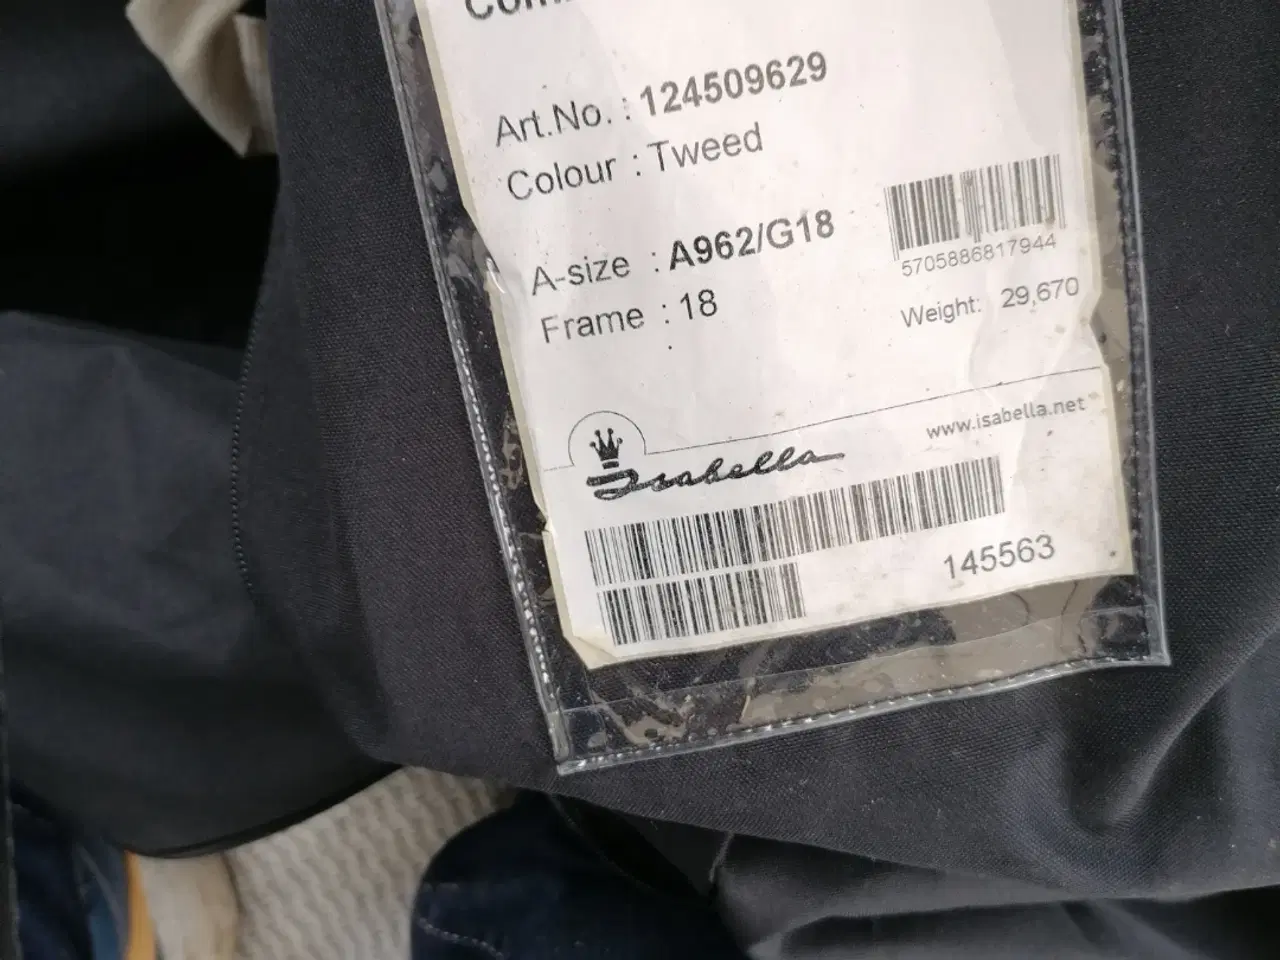 Art.No. : 124509629
Colour : Tweed
A-size : A962/G18
Frame : 18
5705886817944
Weight: 29,670
www.isabella.net
Isabella
145563